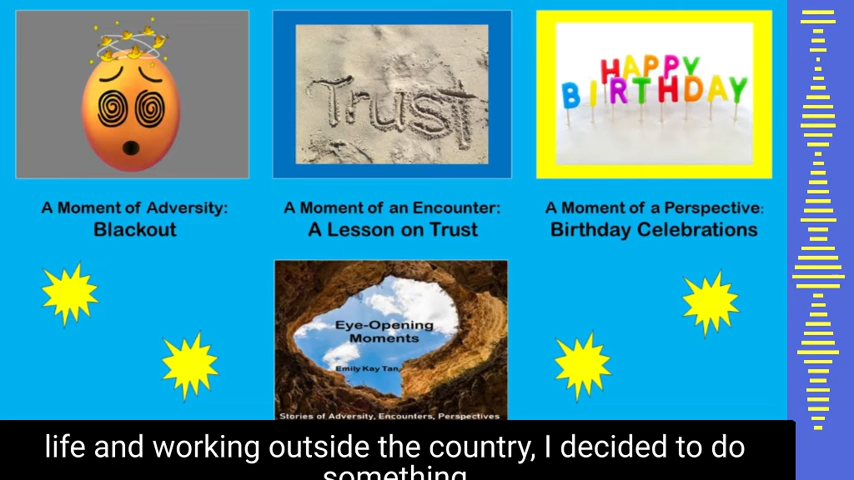 Trust
HAPPY
BIRTHDAY
A Moment of Adversity:
Blackout
A Moment of an Encounter:
A Lesson on Trust
A Moment of a Perspective:
Birthday Celebrations
Eye-Opening
Moments
Emily Kay Tan
Stories of Adversity, Encounters, Perspectives
life and working outside the country, I decided to do
something